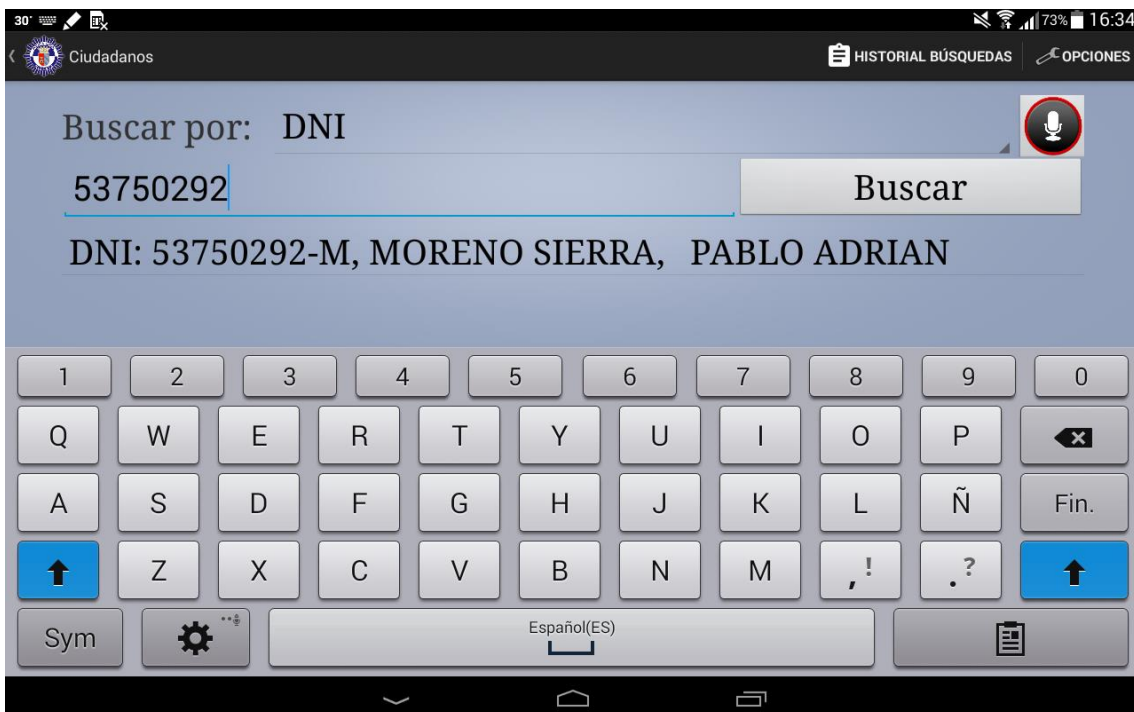 30° 73% 16:34
Ciudadanos HISTORIAL BÚSQUEDAS OPCIONES
Buscar por: DNI
53750292 Buscar
DNI: 53750292-M, MORENO SIERRA, PABLO ADRIAN
1 2 3 4 5 6 7 8 9 0
Q W E R T Y U I O P
A S D F G H J K L Ñ Fin.
Z X C V B N M , ! . ?
Sym Español(ES)